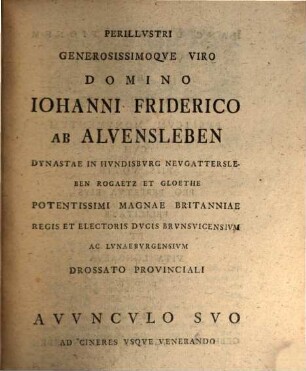 PERILLVSTRI
GENEROSISSIMOQVE VIRO
DOMINO
IOHANNI FRIDERICO
AB ALVENSLEBEN
DYNASTAE IN HVNDISBVRG NEVGATTERSLE-
BEN ROGAETZ ET GLOETHE
POTENTISSIMI MAGNAE BRITANNIAE
REGIS ET ELECTORIS DVCIS BRVNSVICENSIVM
AC LVNAEBVRGENSIVM
DROSSATO PROVINCIALI
AVVNCVLO SVO
AD CINERES VSQVE VENERANDO